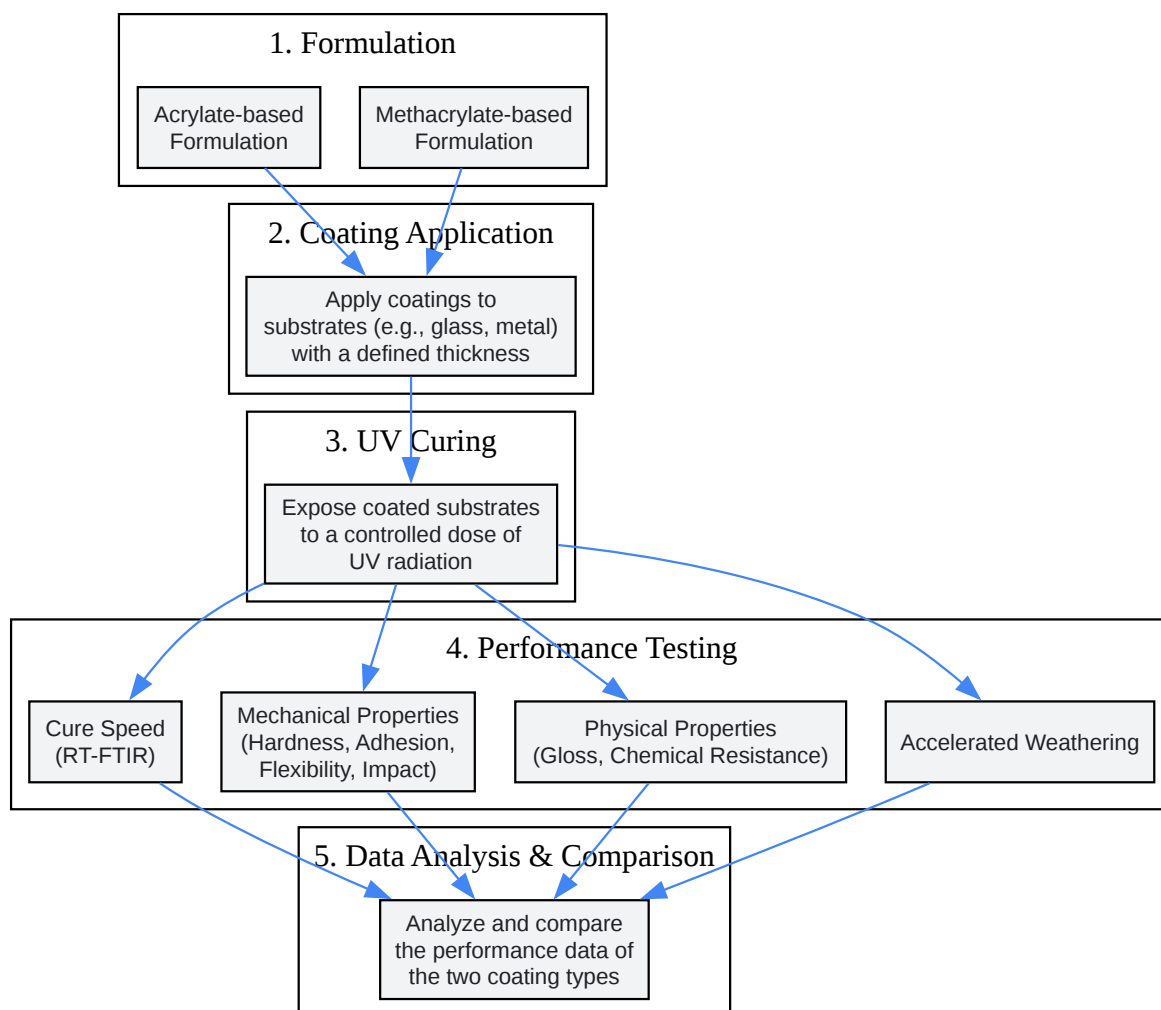 1. Formulation
Acrylate-based
Formulation
Methacrylate-based
Formulation
2. Coating Application
Apply coatings to
substrates (e.g., glass, metal)
with a defined thickness
3. UV Curing
Expose coated substrates
to a controlled dose of
UV radiation
4. Performance Testing
Cure Speed
(RT-FTIR)
Mechanical Properties
(Hardness, Adhesion,
Flexibility, Impact)
Physical Properties
(Gloss, Chemical Resistance)
Accelerated Weathering
5. Data Analysis & Comparison
Analyze and compare
the performance data of
the two coating types